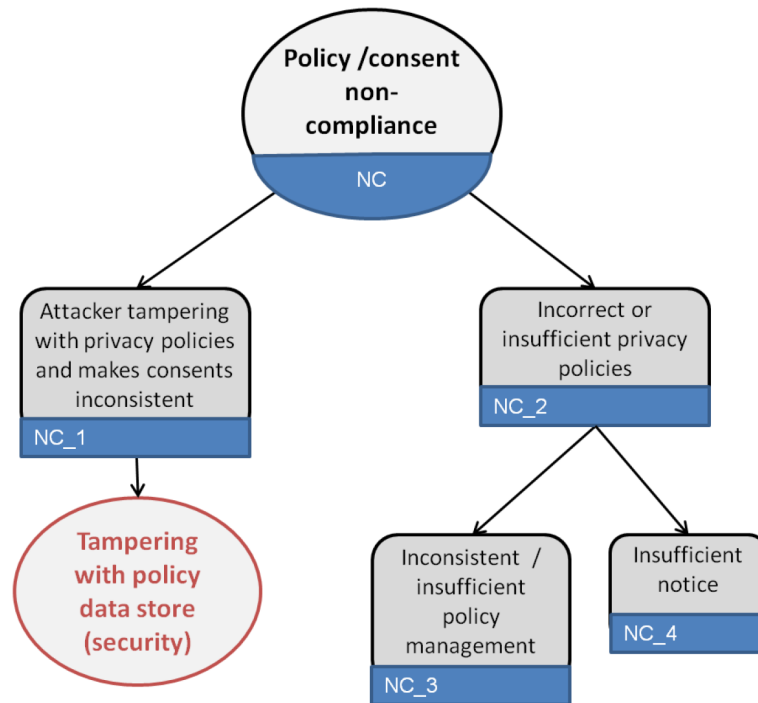 Policy /consent
non-
compliance
NC
Attacker tampering
with privacy policies
and makes consents
inconsistent
NC_1
Incorrect or
insufficient privacy
policies
NC_2
Tampering
with policy
data store
(security)
Inconsistent /
insufficient
policy
management
NC_3
Insufficient
notice
NC_4